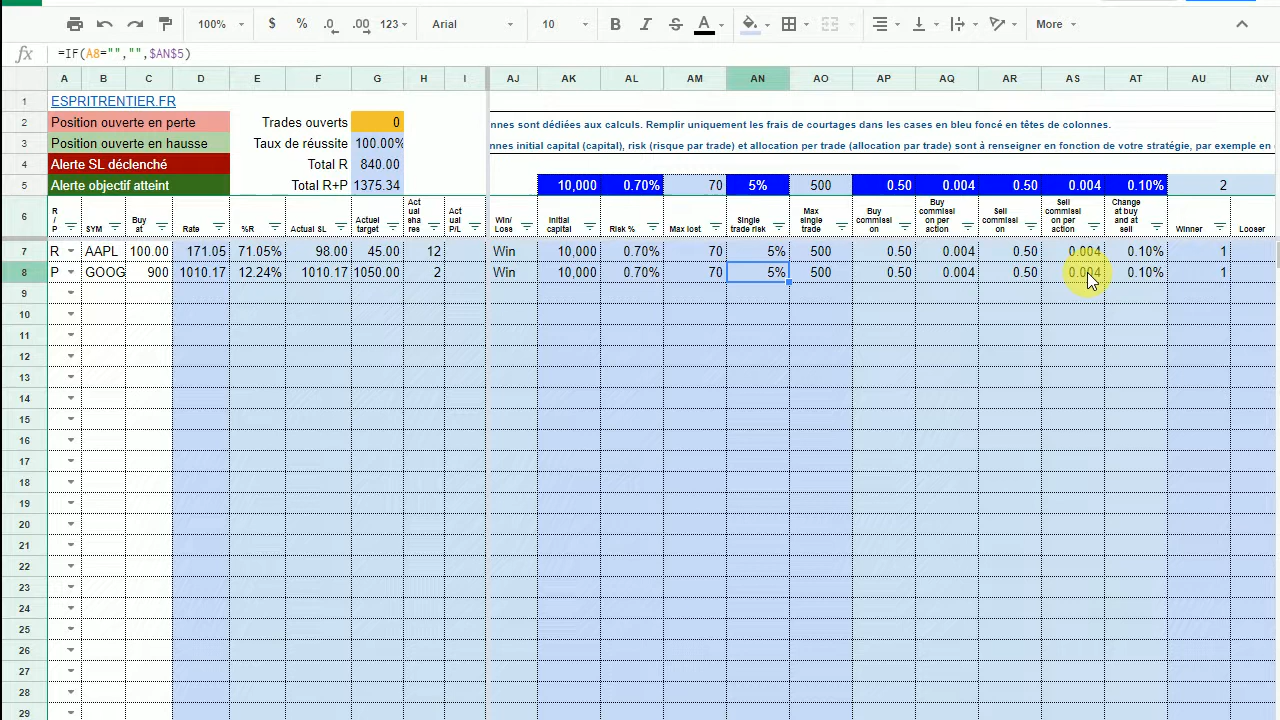 100% $ % .0 .00 123 Arial 10 B I S A More
fx =IF(A8="","",$AN$5)
A B C D E F G H I AJ AK AL AM AN AO AP AQ AR AS AT AU AV
1 ESPRITRENTIER.FR
2 Position ouverte en perte Trades ouverts 0 nnes sont dédiées aux calculs. Remplir uniquement les frais de courtages dans les cases en bleu foncé en têtes de colonnes.
3 Position ouverte en hausse Taux de réussite 100.00% nnes initial capital (capital), risk (risque par trade) et allocation per trade (allocation par trade) sont à renseigner en fonction de votre stratégie, par exemple en
4 Alerte SL déclenché Total R 840.00
5 Alerte objectif atteint Total R+P 1375.34 10,000 0.70% 70 5% 500 0.50 0.004 0.50 0.004 0.10% 2
6 R / P SYM Buy at Rate %R Actual SL Actuel target Act ual sha res Act ual P/L Win/ Loss Initial capital Risk % Max lost Single trade risk Max single trade Buy commissi on Buy commissi on per action Sell commissi on Sell commissi on per action Change at buy and at sell Winner Looser
7 R AAPL 100.00 171.05 71.05% 98.00 45.00 12 Win 10,000 0.70% 70 5% 500 0.50 0.004 0.50 0.004 0.10% 1
8 P GOOG 900 1010.17 12.24% 1010.17 1050.00 2 Win 10,000 0.70% 70 5% 500 0.50 0.004 0.50 0.004 0.10% 1
9
10
11
12
13
14
15
16
17
18
19
20
21
22
23
24
25
26
27
28
29